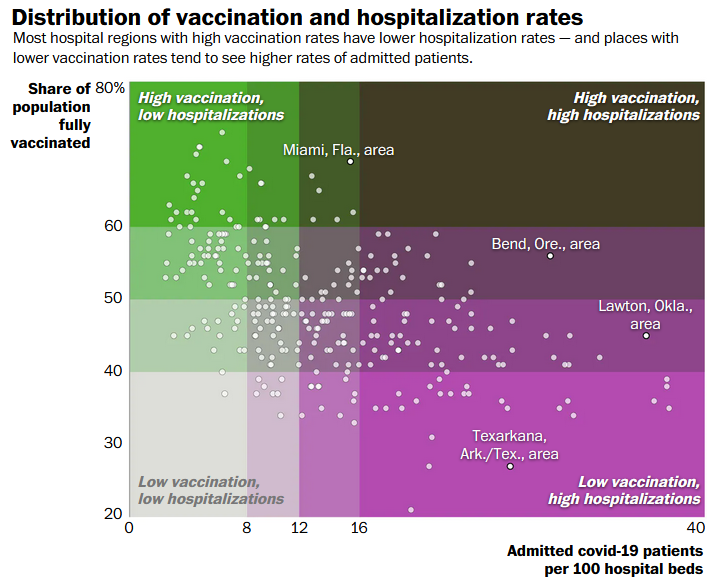 Distribution of vaccination and hospitalization rates
Most hospital regions with high vaccination rates have lower hospitalization rates — and places with
lower vaccination rates tend to see higher rates of admitted patients.
Share of
population
fully
vaccinated
80%
60
50
40
30
20
High vaccination,
low hospitalizations
High vaccination,
high hospitalizations
Miami, Fla., area
Bend, Ore., area
Lawton, Okla.,
area
Texarkana,
Ark./Tex., area
Low vaccination,
low hospitalizations
Low vaccination,
high hospitalizations
0
8
12
16
40
Admitted covid-19 patients
per 100 hospital beds